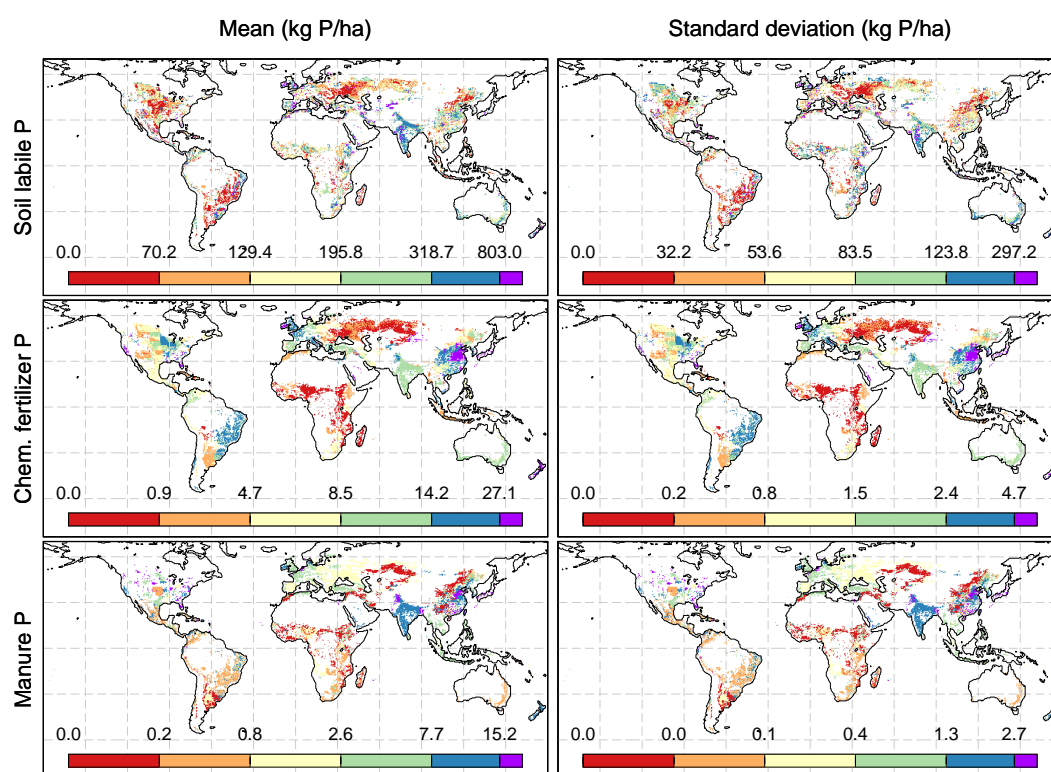 Mean (kg P/ha)
Standard deviation (kg P/ha)
Soil labile P
0.0 70.2 129.4 195.8 318.7 803.0
0.0 32.2 53.6 83.5 123.8 297.2
Chem. fertilizer P
0.0 0.9 4.7 8.5 14.2 27.1
0.0 0.2 0.8 1.5 2.4 4.7
Manure P
0.0 0.2 0.8 2.6 7.7 15.2
0.0 0.0 0.1 0.4 1.3 2.7